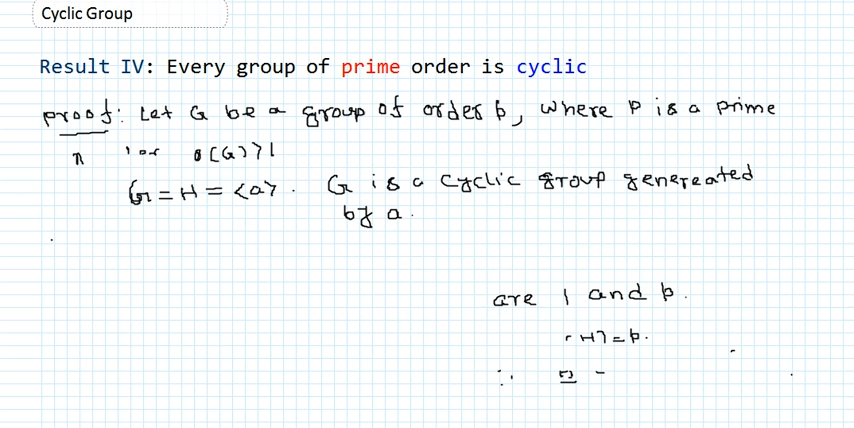 Cyclic Group
Result IV: Every group of prime order is cyclic
proof: Let G be a group of order p, where p is a prime
o(G)>1
G = H = <a>. G is a cyclic group genereated
by a.
are 1 and p.
H) = p.
∴